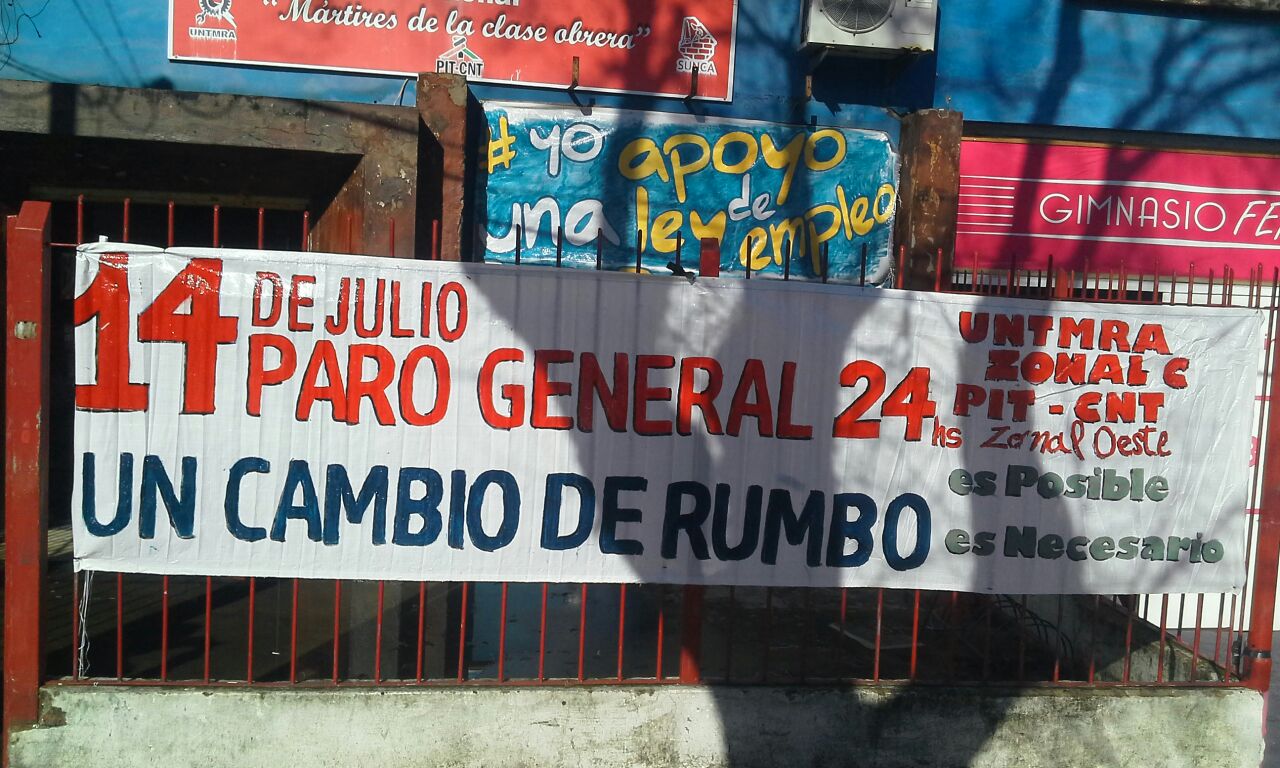 "Mártires de la clase obrera"
UNTMRA
PIT-CNT
SUNCA
# yo apoyo
una ley de empleo
GIMNASIO
14 DE JULIO
PARO GENERAL 24 hs
UN CAMBIO DE RUMBO
UNTMRA
ZONAL C
PIT - CNT
Zonal Oeste
es Posible
es Necesario